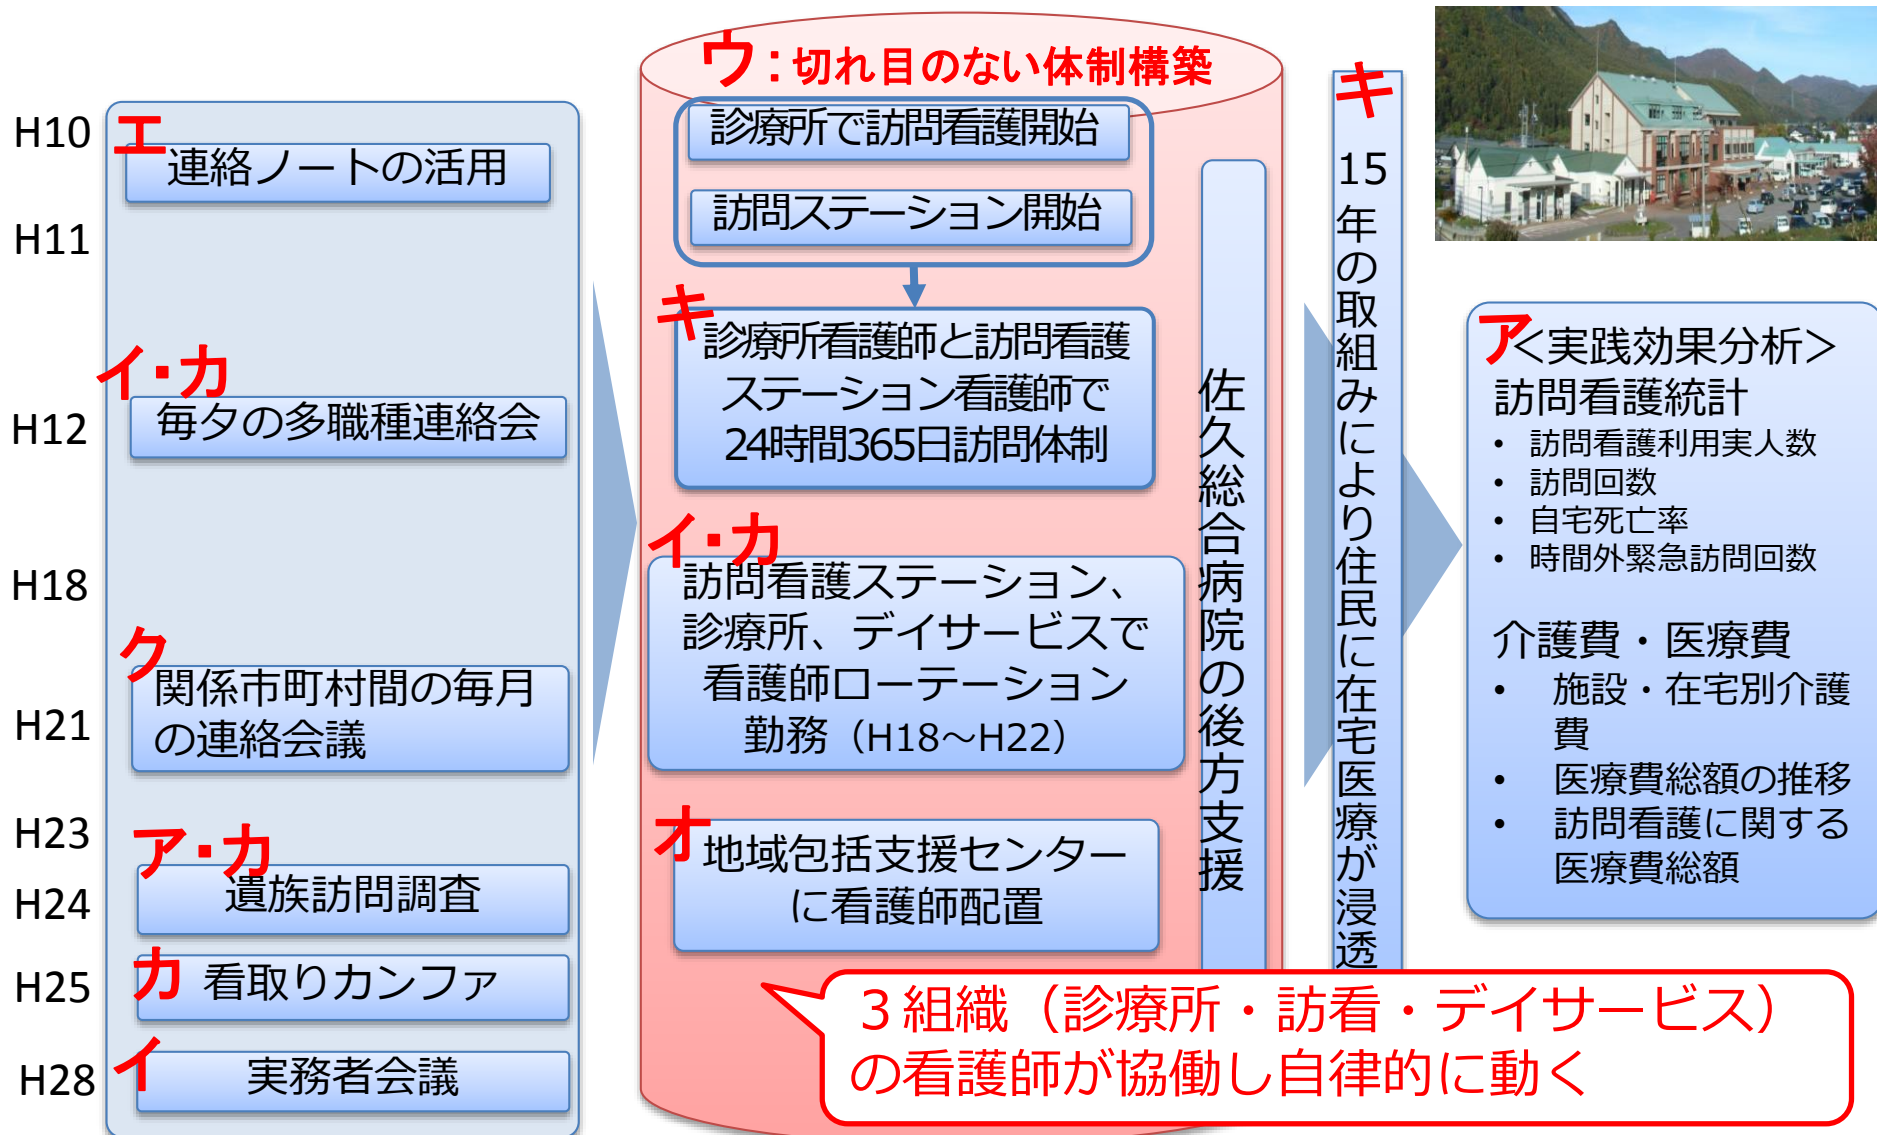 H10
エ
連絡ノートの活用
H11
イ・カ
H12
毎夕の多職種連絡会
H18
ク
関係市町村間の毎月
の連絡会議
H21
H23
ア・カ
遺族訪問調査
H24
カ
看取りカンファ
H25
イ
実務者会議
H28
ウ：切れ目のない体制構築
診療所で訪問看護開始
訪問ステーション開始
キ
診療所看護師と訪問看護
ステーション看護師で
24時間365日訪問体制
イ・カ
訪問看護ステーション、
診療所、デイサービスで
看護師ローテーション
勤務（H18～H22）
オ
地域包括支援センター
に看護師配置
佐久総合病院の後方支援
キ
15年の取組みにより住民に在宅医療が浸透
ア
＜実践効果分析＞
訪問看護統計
• 訪問看護利用実人数
• 訪問回数
• 自宅死亡率
• 時間外緊急訪問回数
介護費・医療費
• 施設・在宅別介護
費
• 医療費総額の推移
• 訪問看護に関する
医療費総額
３組織（診療所・訪看・デイサービス）
の看護師が協働し自律的に動く